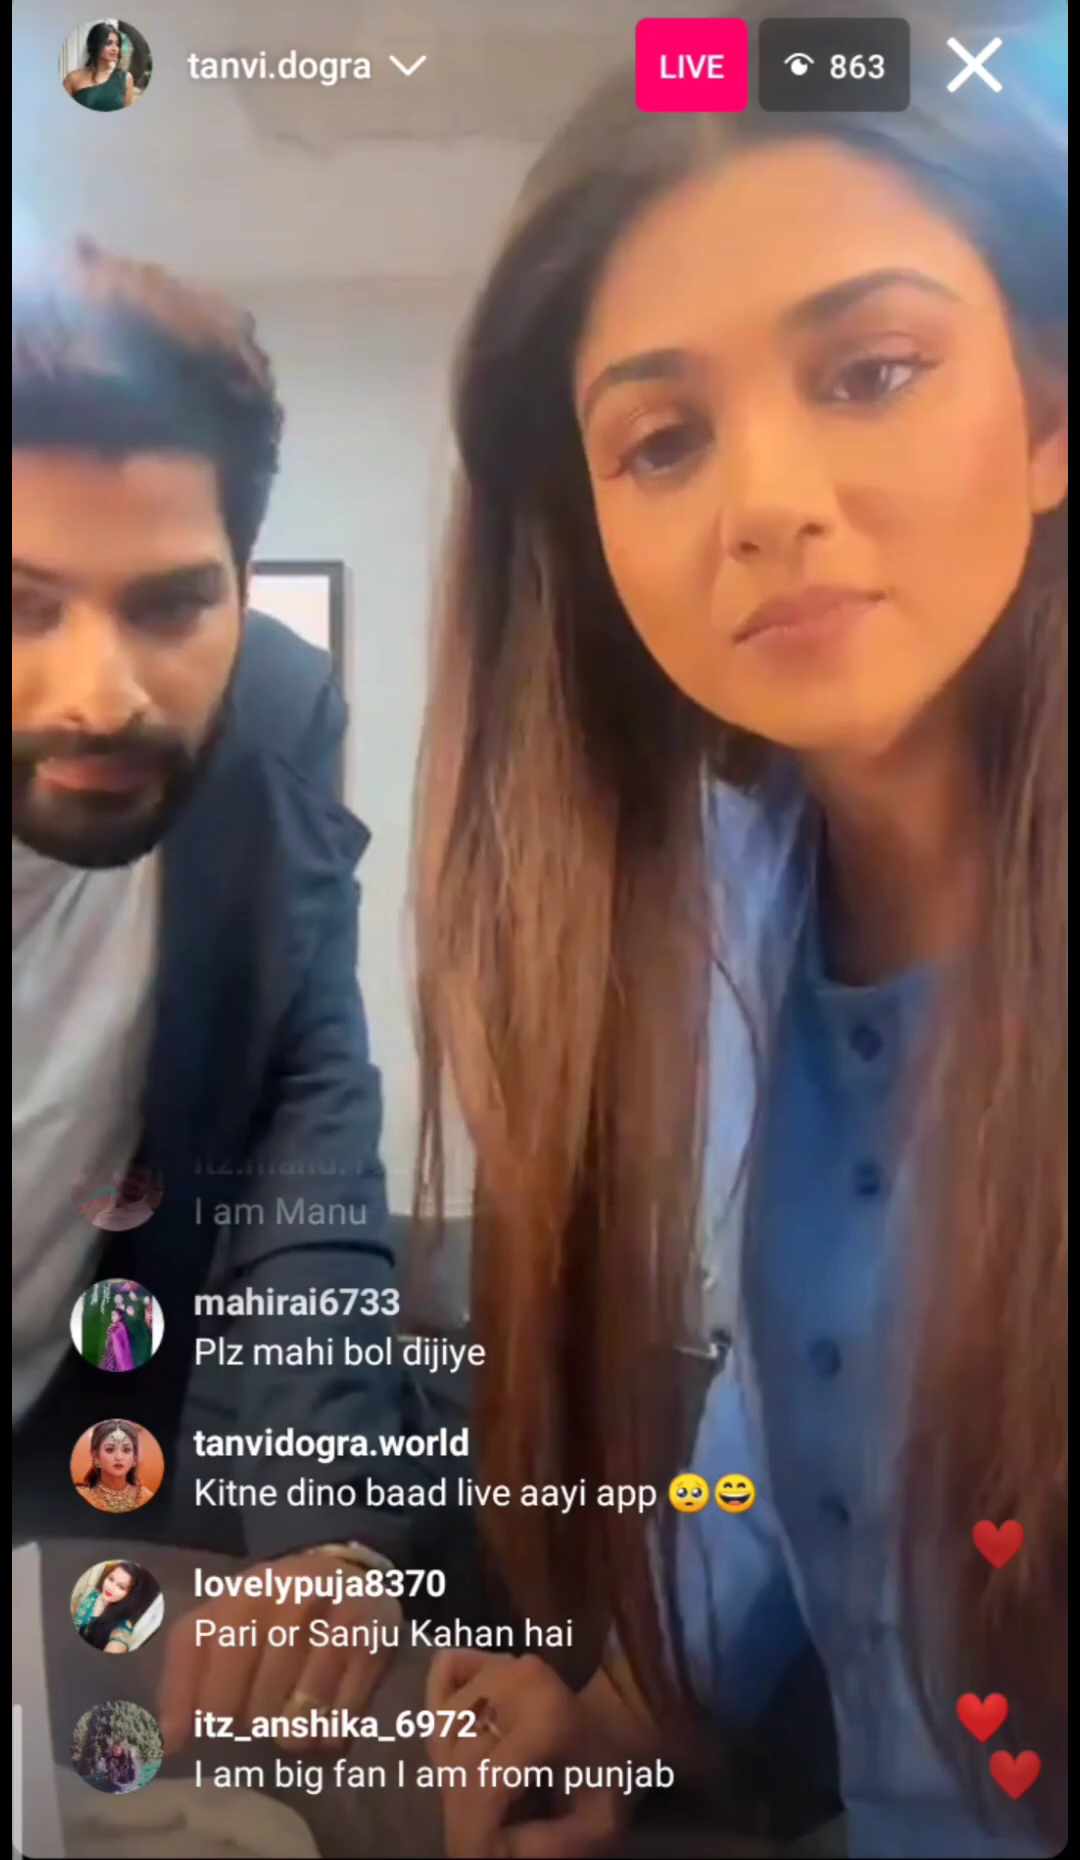 tanvi.dogra
LIVE
863
I am Manu
mahirai6733
Plz mahi bol dijiye
tanvidogra.world
Kitne dino baad live aayi app 🥺😄
lovelypuja8370
Pari or Sanju Kahan hai
itz_anshika_6972
I am big fan I am from punjab